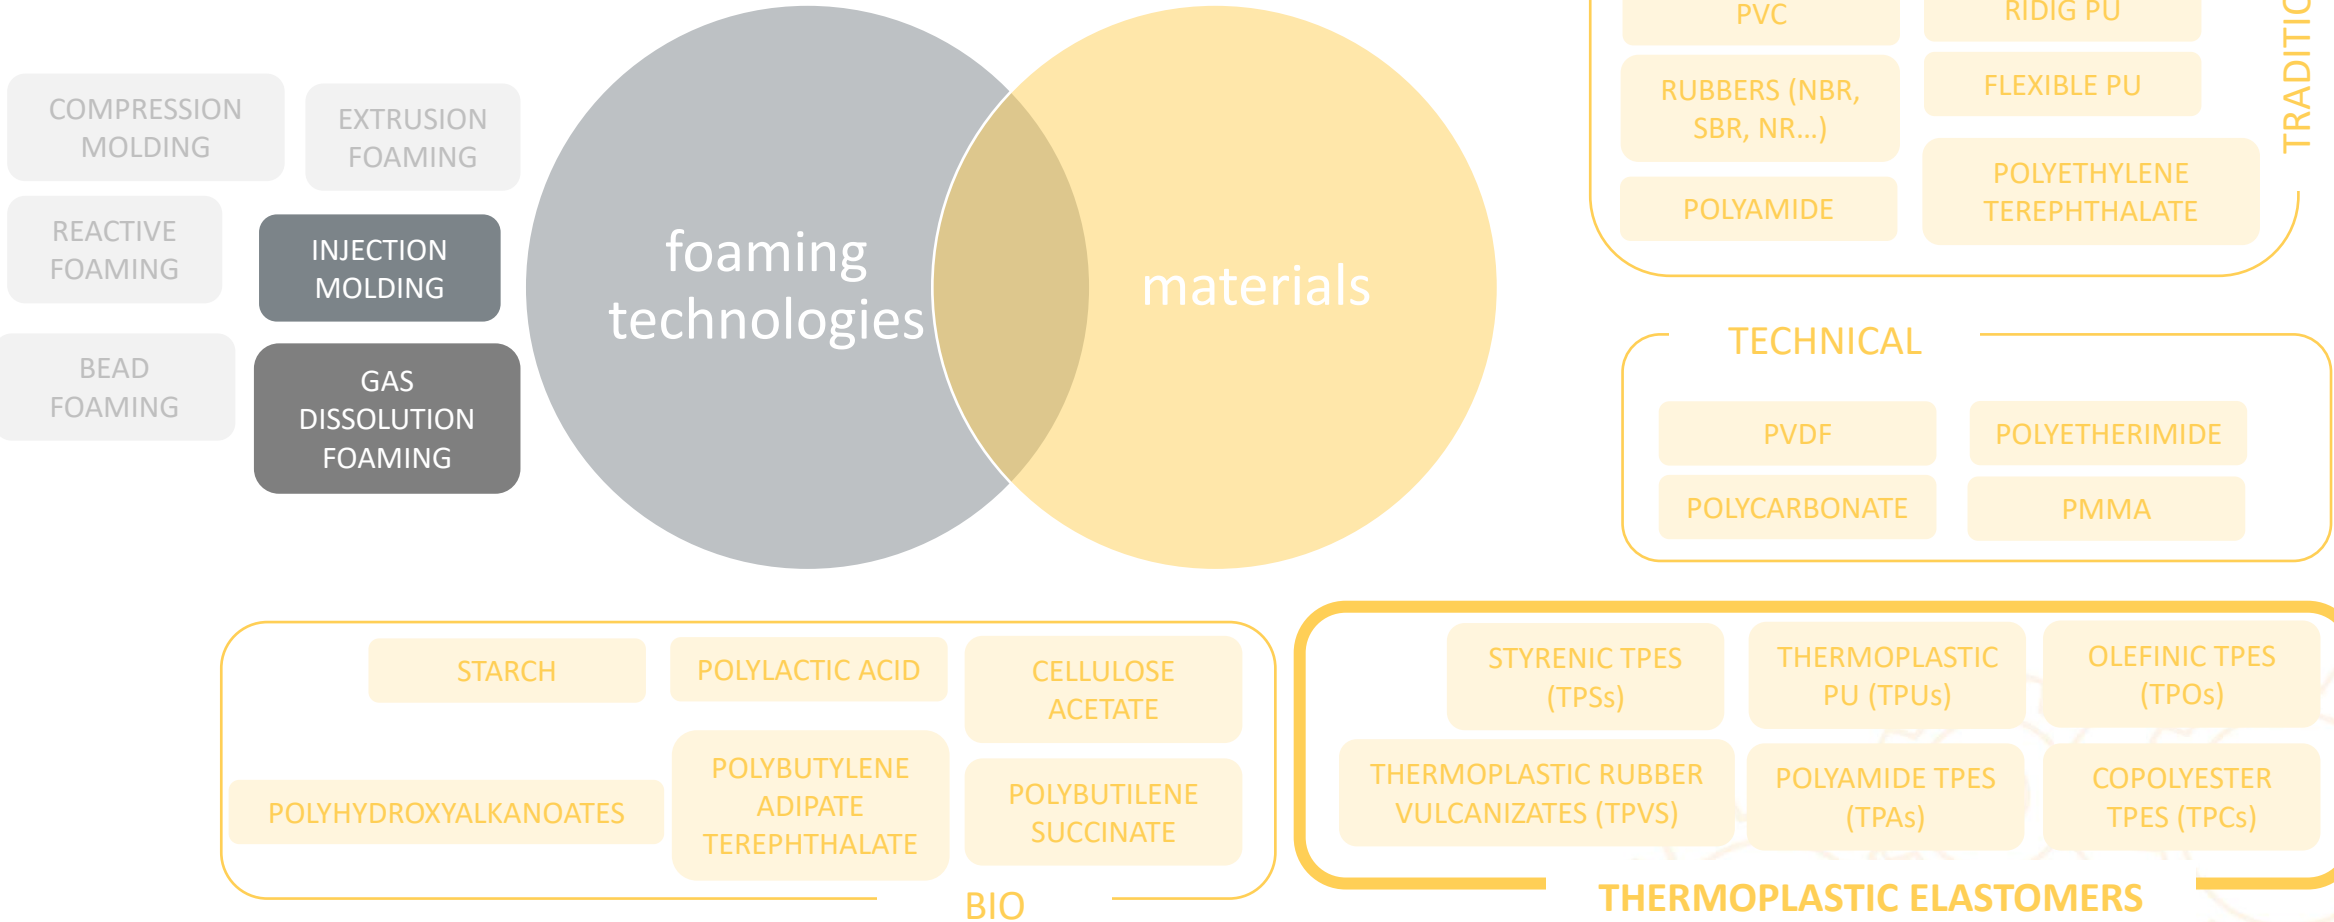 COMPRESSION
MOLDING
EXTRUSION
FOAMING
REACTIVE
FOAMING
INJECTION
MOLDING
BEAD
FOAMING
GAS
DISSOLUTION
FOAMING
foaming
technologies
materials
PVC
RIDIG PU
RUBBERS (NBR,
SBR, NR...)
FLEXIBLE PU
POLYAMIDE
POLYETHYLENE
TEREPHTHALATE
TECHNICAL
PVDF
POLYETHERIMIDE
POLYCARBONATE
PMMA
STARCH
POLYLACTIC ACID
CELLULOSE
ACETATE
POLYHYDROXYALKANOATES
POLYBUTYLENE
ADIPATE
TEREPHTHALATE
POLYBUTILENE
SUCCINATE
BIO
STYRENIC TPES
(TPSs)
THERMOPLASTIC
PU (TPUs)
OLEFINIC TPES
(TPOs)
THERMOPLASTIC RUBBER
VULCANIZATES (TPVS)
POLYAMIDE TPES
(TPAs)
COPOLYESTER
TPES (TPCs)
THERMOPLASTIC ELASTOMERS